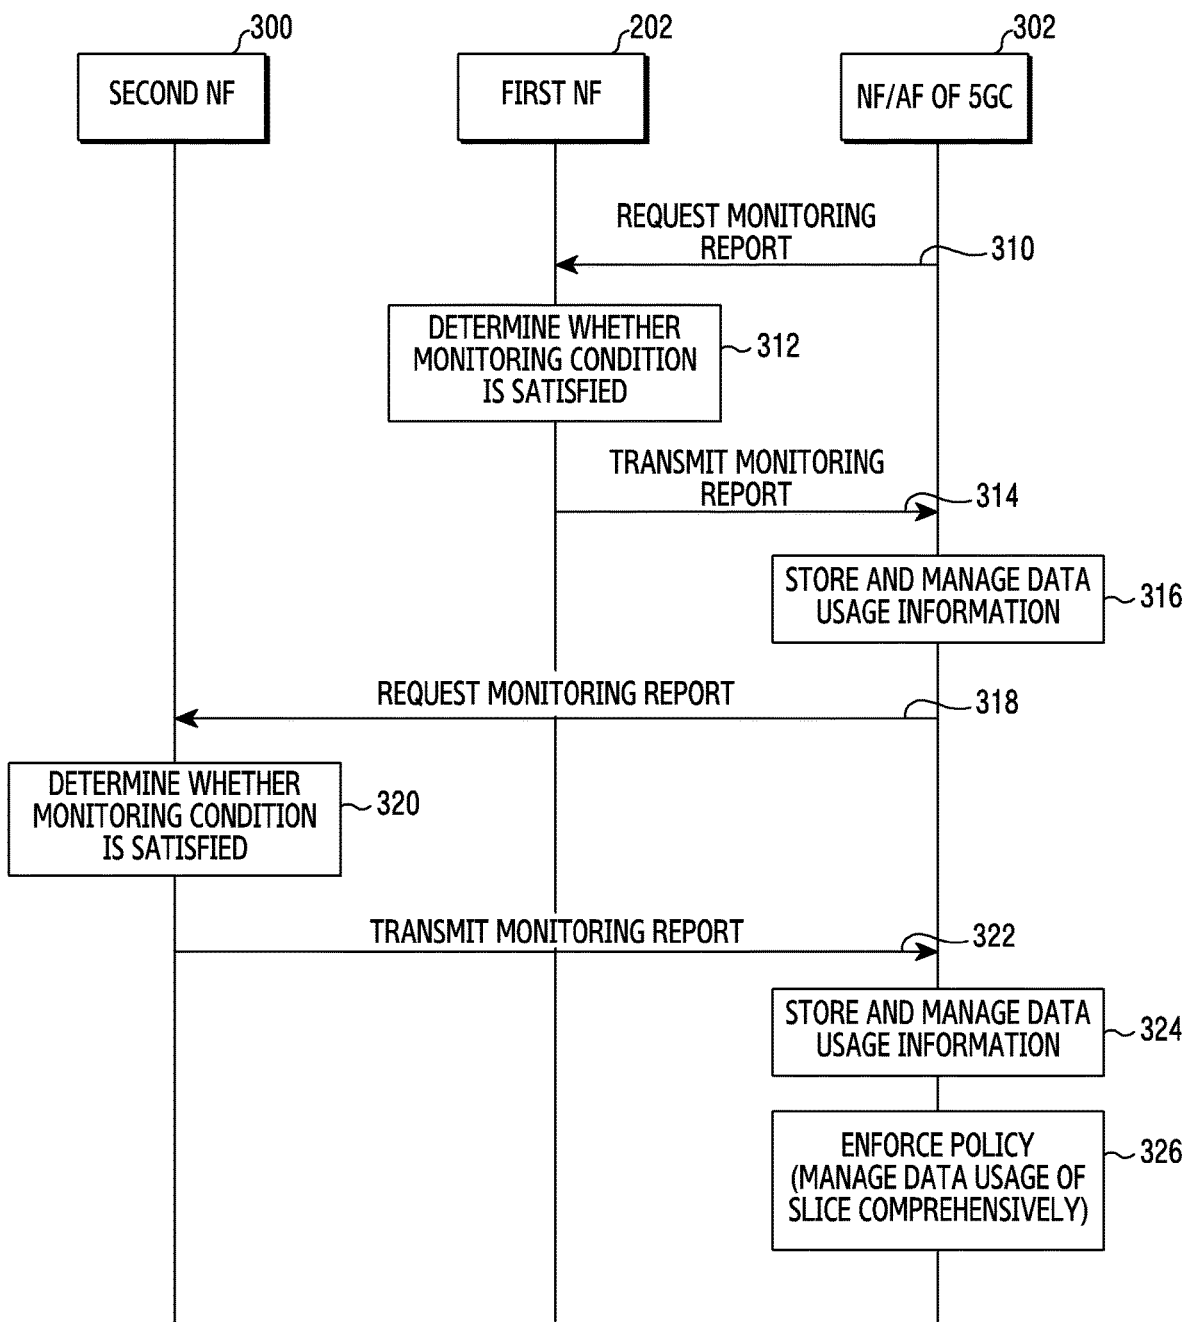 300
202
302
SECOND NF
FIRST NF
NF/AF OF 5GC
REQUEST MONITORING
REPORT
310
DETERMINE WHETHER
MONITORING CONDITION
IS SATISFIED
312
TRANSMIT MONITORING
REPORT
314
STORE AND MANAGE DATA
USAGE INFORMATION
316
REQUEST MONITORING REPORT
318
DETERMINE WHETHER
MONITORING CONDITION
IS SATISFIED
320
TRANSMIT MONITORING REPORT
322
STORE AND MANAGE DATA
USAGE INFORMATION
324
ENFORCE POLICY
(MANAGE DATA USAGE OF
SLICE COMPREHENSIVELY)
326